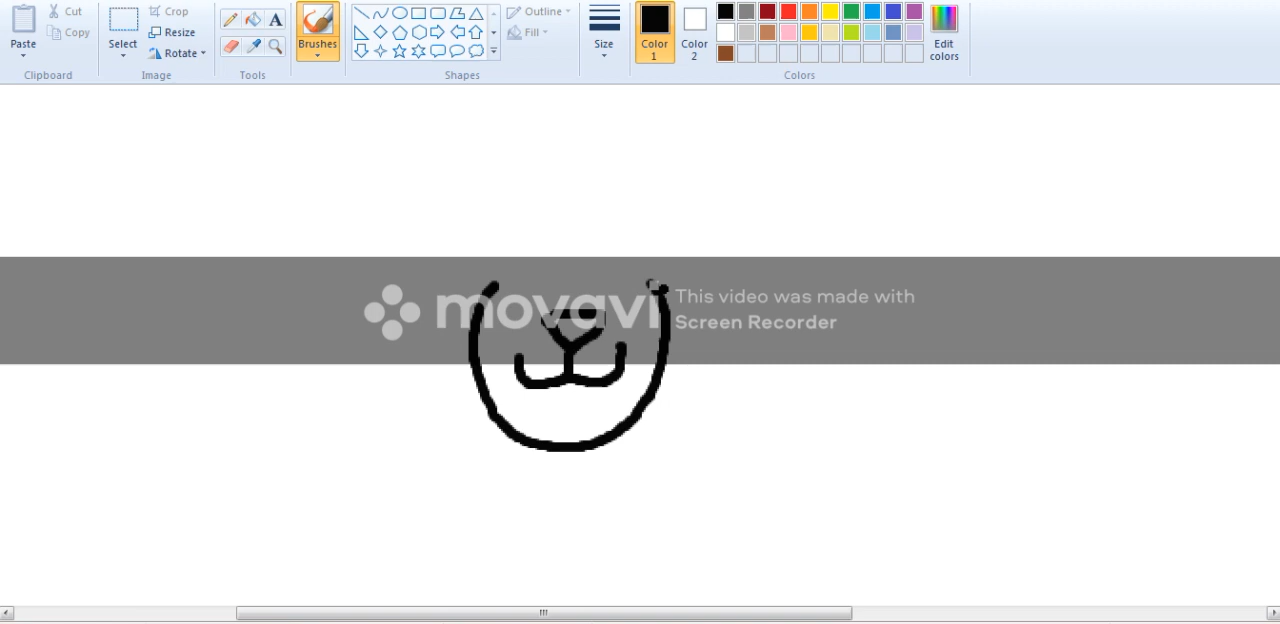 Cut
Copy
Paste
Clipboard
Crop
Resize
Rotate
Select
Image
A
Tools
Brushes
Outline
Fill
Shapes
Size
Color
1
Color
2
Edit
colors
Colors
movavi
This video was made with
Screen Recorder